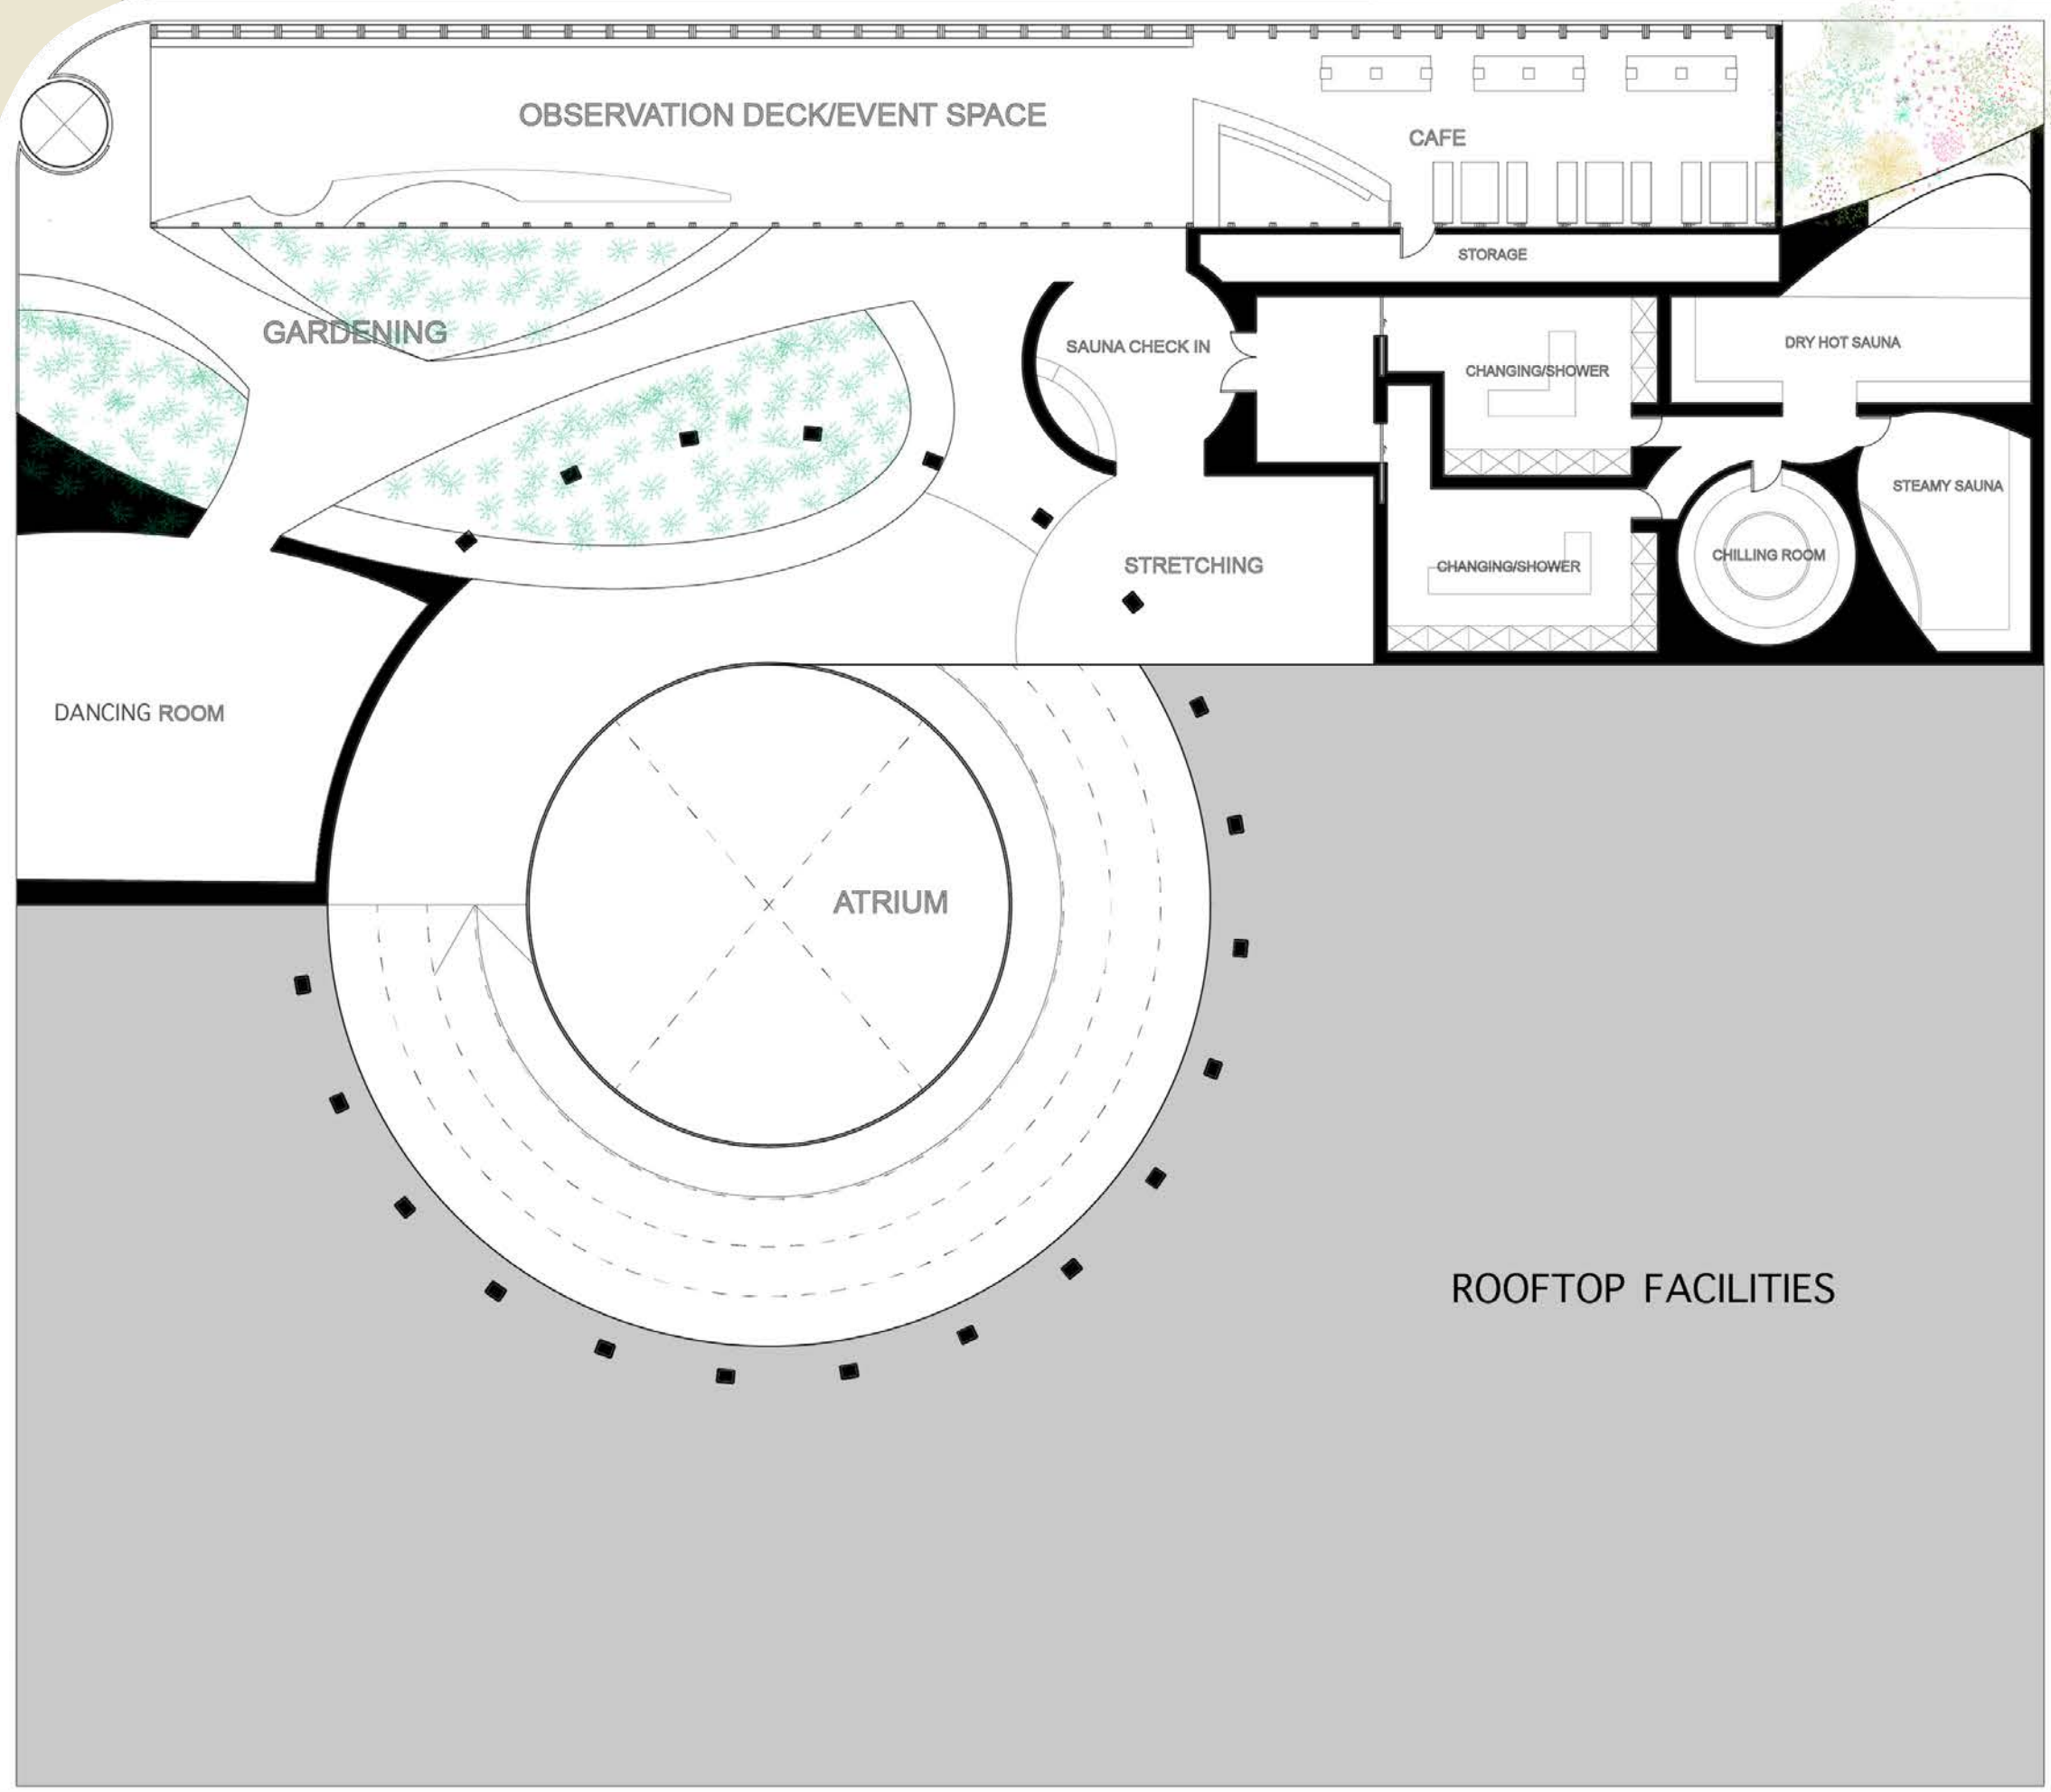 OBSERVATION DECK/EVENT SPACE
CAFE
STORAGE
GARDENING
SAUNA CHECK IN
CHANGING/SHOWER
DRY HOT SAUNA
STEAMY SAUNA
STRETCHING
CHANGING/SHOWER
CHILLING ROOM
DANCING ROOM
ATRIUM
ROOFTOP FACILITIES